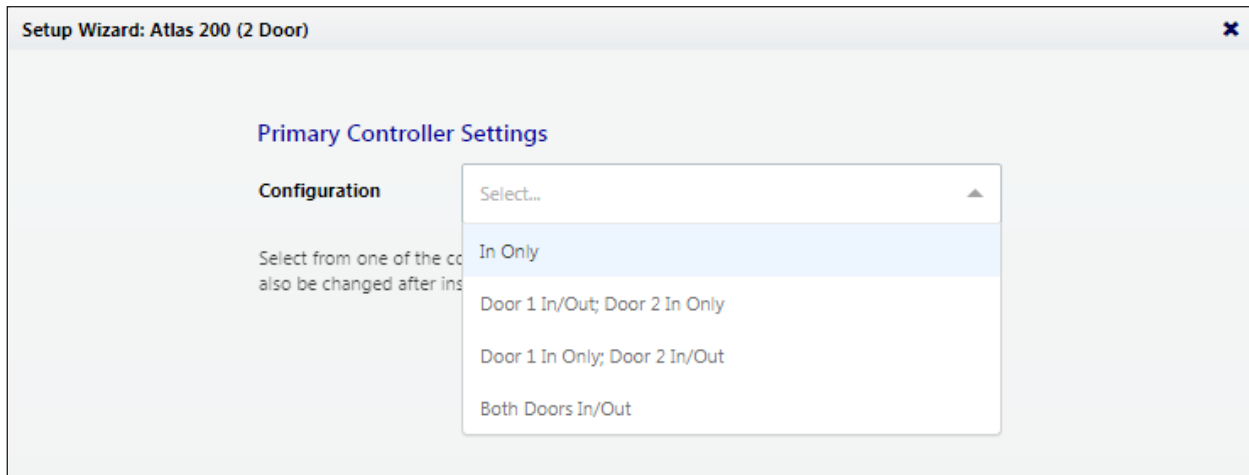 Setup Wizard: Atlas 200 (2 Door)
Primary Controller Settings
Configuration
Select...
In Only
Select from one of the
also be changed after
Door 1 In/Out; Door 2 In Only
Door 1 In Only; Door 2 In/Out
Both Doors In/Out